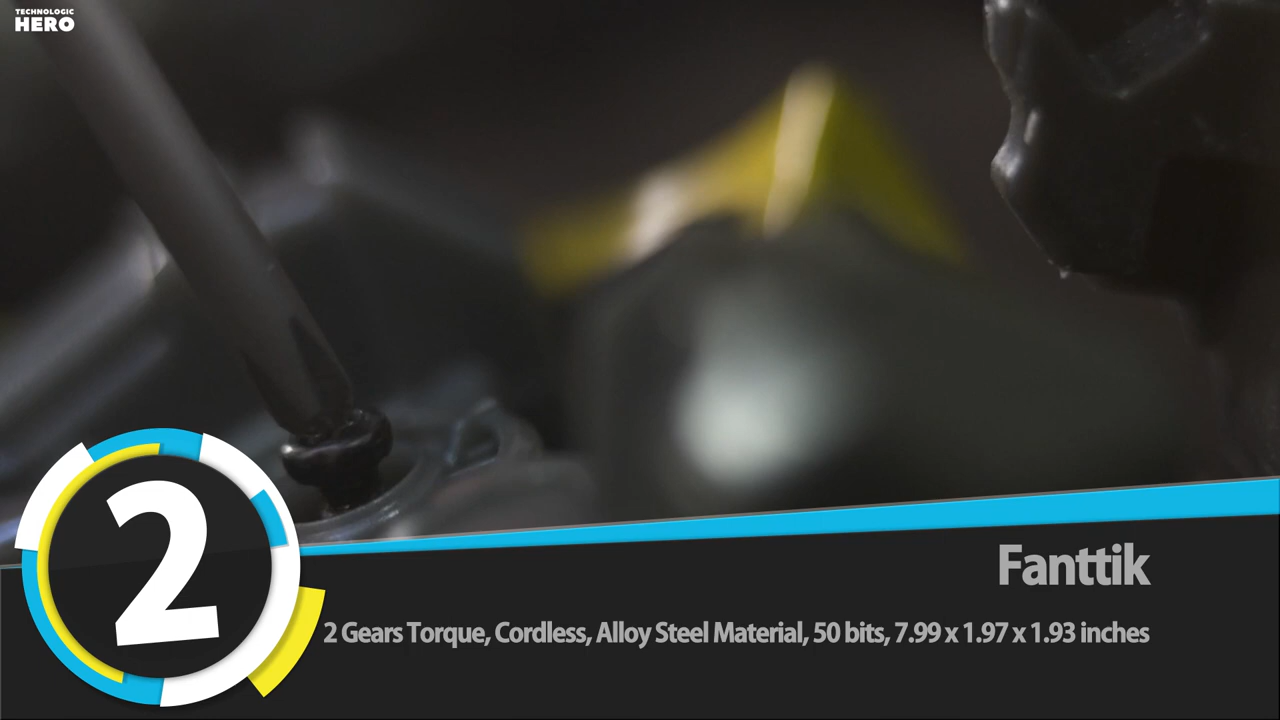 TECHNOLOGIC
HERO
2
Fanttik
2 Gears Torque, Cordless, Alloy Steel Material, 50 bits, 7.99 x 1.97 x 1.93 inches